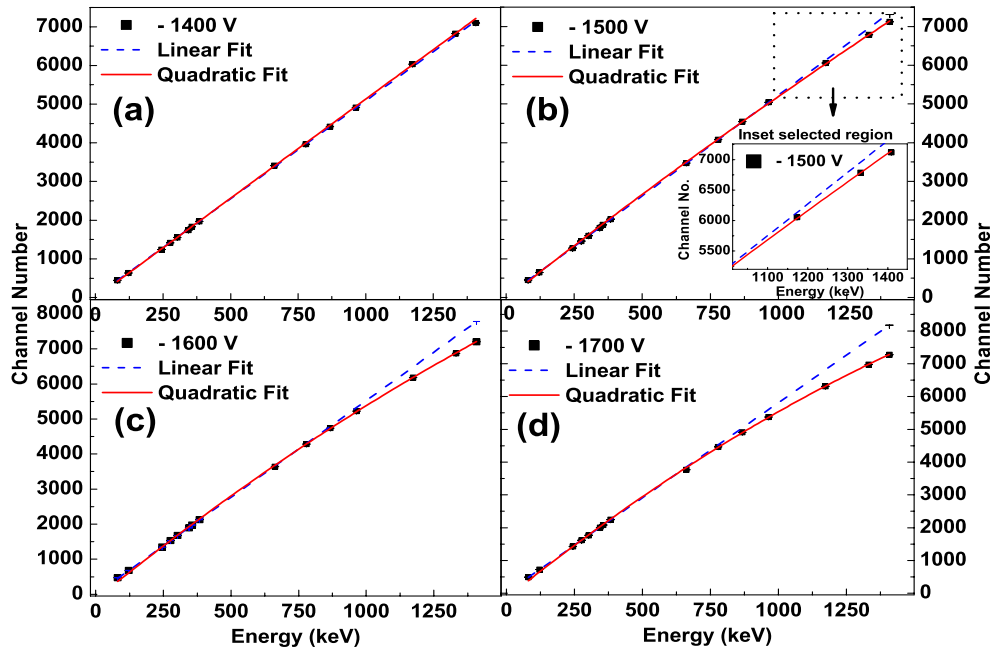 - 1400 V
Linear Fit
Quadratic Fit
(a)
7000
6000
5000
4000
3000
2000
1000
0
0 250 500 750 1000 1250
- 1500 V
Linear Fit
Quadratic Fit
(b)
Inset selected region
- 1500 V
7000
6500
6000
5500
Channel No.
1100 1200 1300 1400
Energy (keV)
7000
6000
5000
4000
3000
2000
1000
0
0 250 500 750 1000 1250
Channel Number
Channel Number
- 1600 V
Linear Fit
Quadratic Fit
(c)
8000
7000
6000
5000
4000
3000
2000
1000
0
0 250 500 750 1000 1250
Energy (keV)
- 1700 V
Linear Fit
Quadratic Fit
(d)
8000
7000
6000
5000
4000
3000
2000
1000
0
0 250 500 750 1000 1250
Energy (keV)